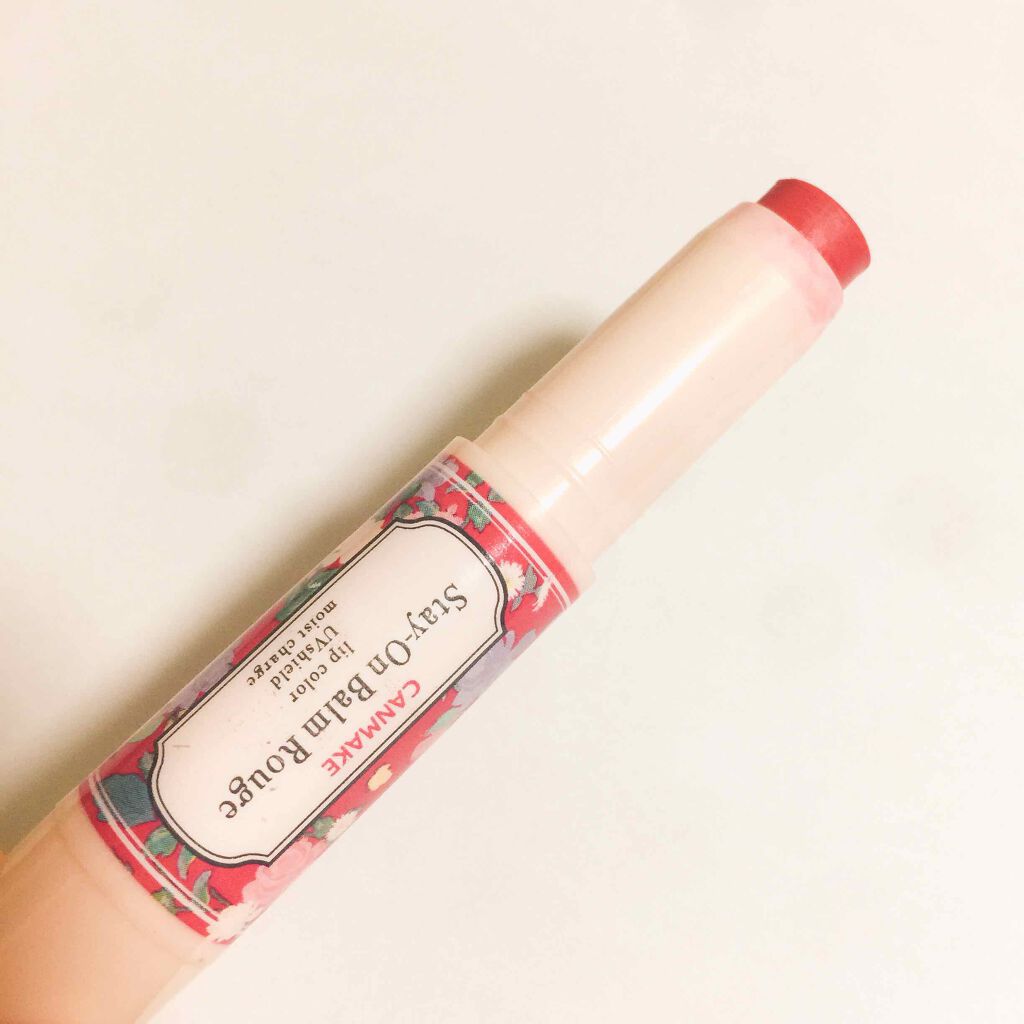 CANMAKE
Stay-On Balm Rouge
lip color
UVshield
moist charge